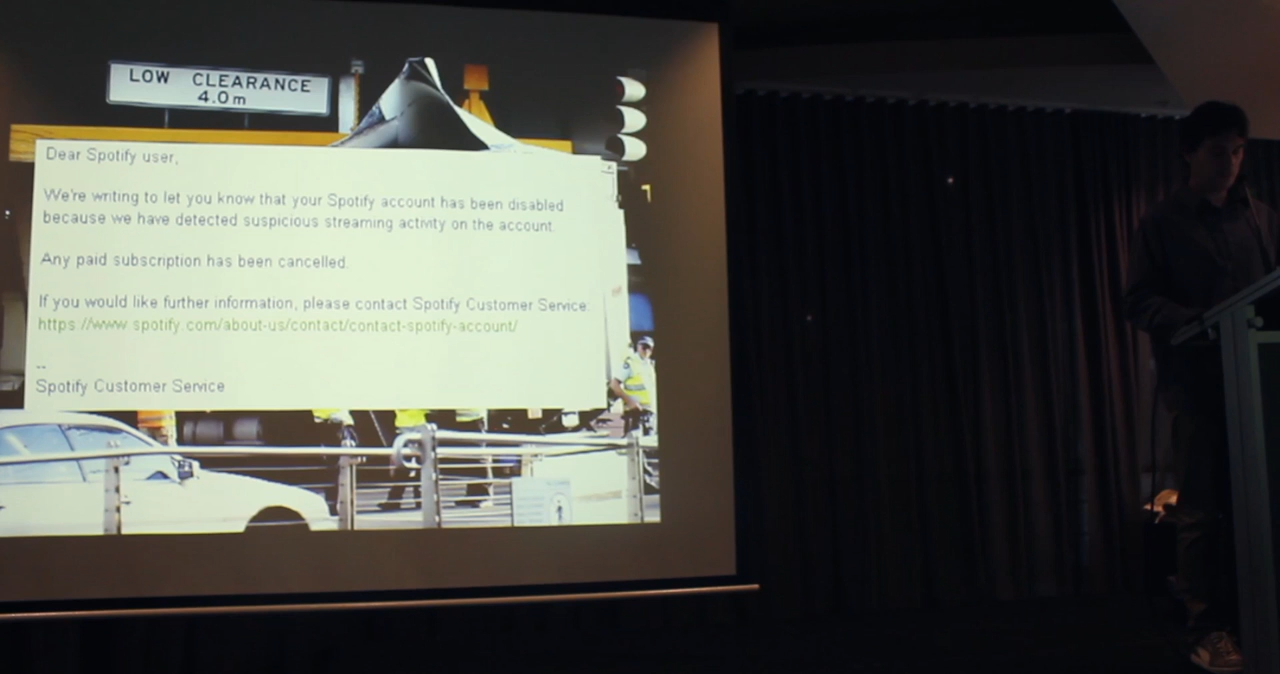 LOW CLEARANCE
4.0m
Dear Spotify user,
We're writing to let you know that your Spotify account has been disabled
because we have detected suspicious streaming activity on the account.
Any paid subscription has been cancelled.
If you would like further information, please contact Spotify Customer Service:
https://www.spotify.com/about-us/contact/contact-spotify-account/
--
Spotify Customer Service